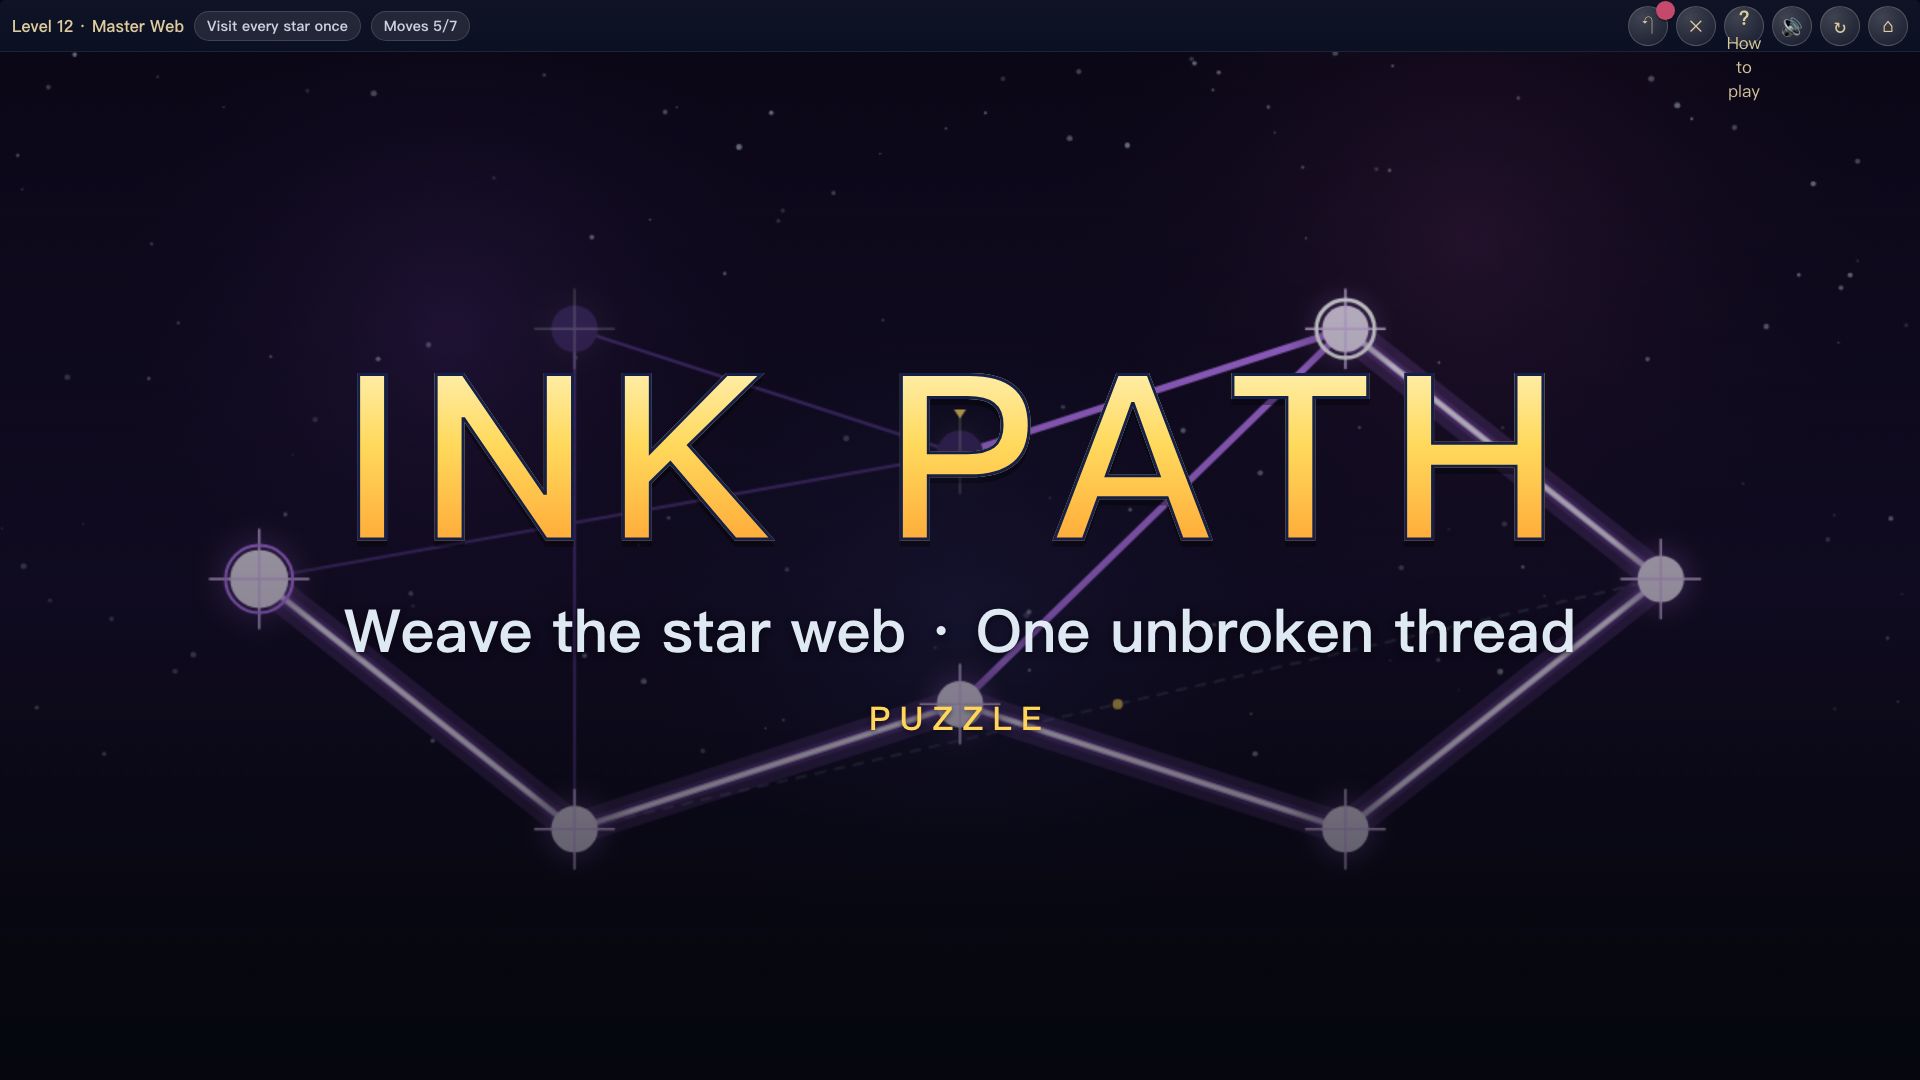 Level 12 · Master Web
Visit every star once
Moves 5/7
?
How
to
play
INK PATH
Weave the star web · One unbroken thread
PUZZLE